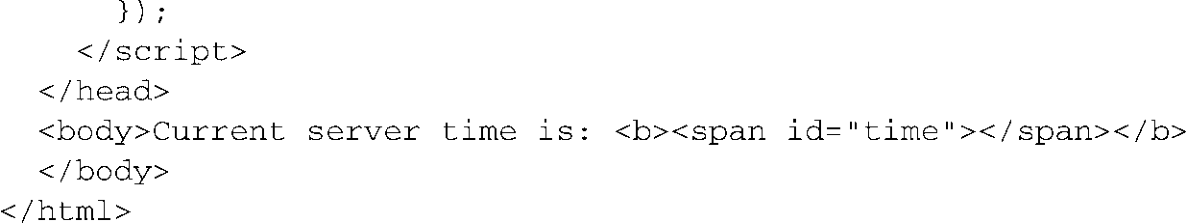 });
</script>
</head>
<body>Current server time is: <b><span id="time"></span></b>
</body>
</html>